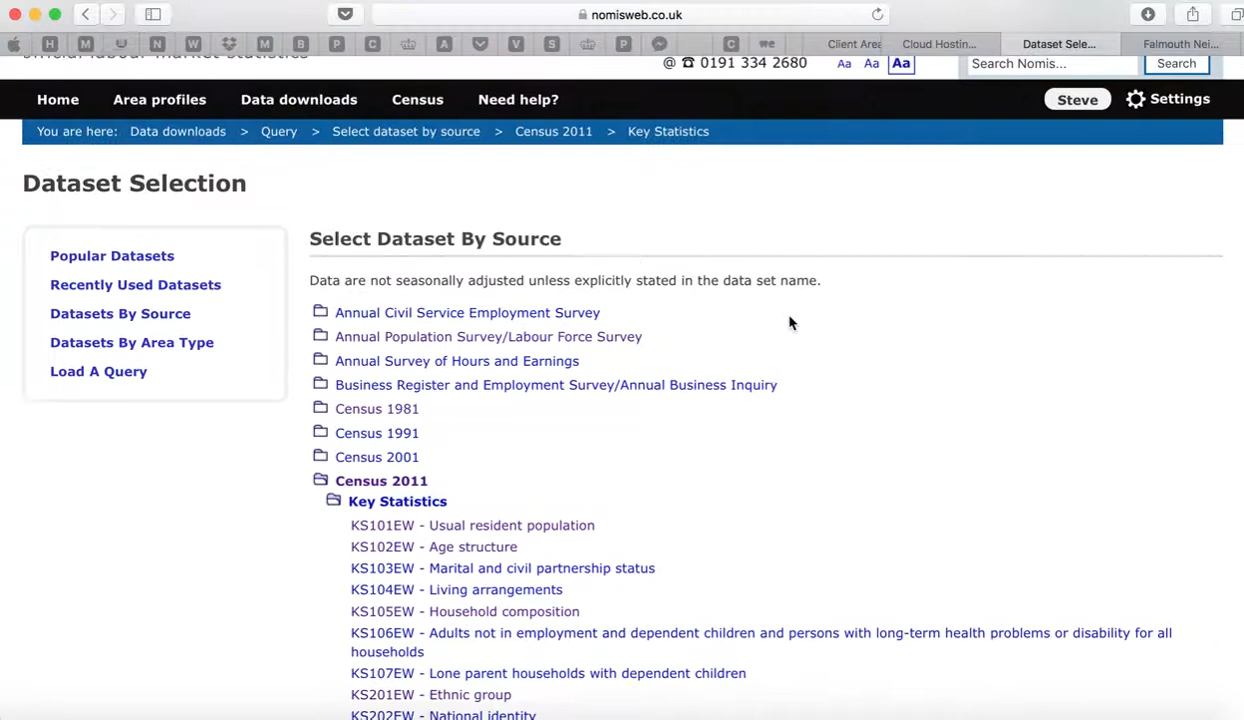 nomisweb.co.uk
H M N W M B P C A V S P C we Client Area Cloud Hostin... Dataset Sele... Falmouth Nei...
@ ☎ 0191 334 2680 Aa Aa Aa Search Nomis... Search
Home Area profiles Data downloads Census Need help? Steve Settings
You are here: Data downloads > Query > Select dataset by source > Census 2011 > Key Statistics
Dataset Selection
Popular Datasets
Recently Used Datasets
Datasets By Source
Datasets By Area Type
Load A Query
Select Dataset By Source
Data are not seasonally adjusted unless explicitly stated in the data set name.
Annual Civil Service Employment Survey
Annual Population Survey/Labour Force Survey
Annual Survey of Hours and Earnings
Business Register and Employment Survey/Annual Business Inquiry
Census 1981
Census 1991
Census 2001
Census 2011
Key Statistics
KS101EW - Usual resident population
KS102EW - Age structure
KS103EW - Marital and civil partnership status
KS104EW - Living arrangements
KS105EW - Household composition
KS106EW - Adults not in employment and dependent children and persons with long-term health problems or disability for all
households
KS107EW - Lone parent households with dependent children
KS201EW - Ethnic group
KS202EW - National identity